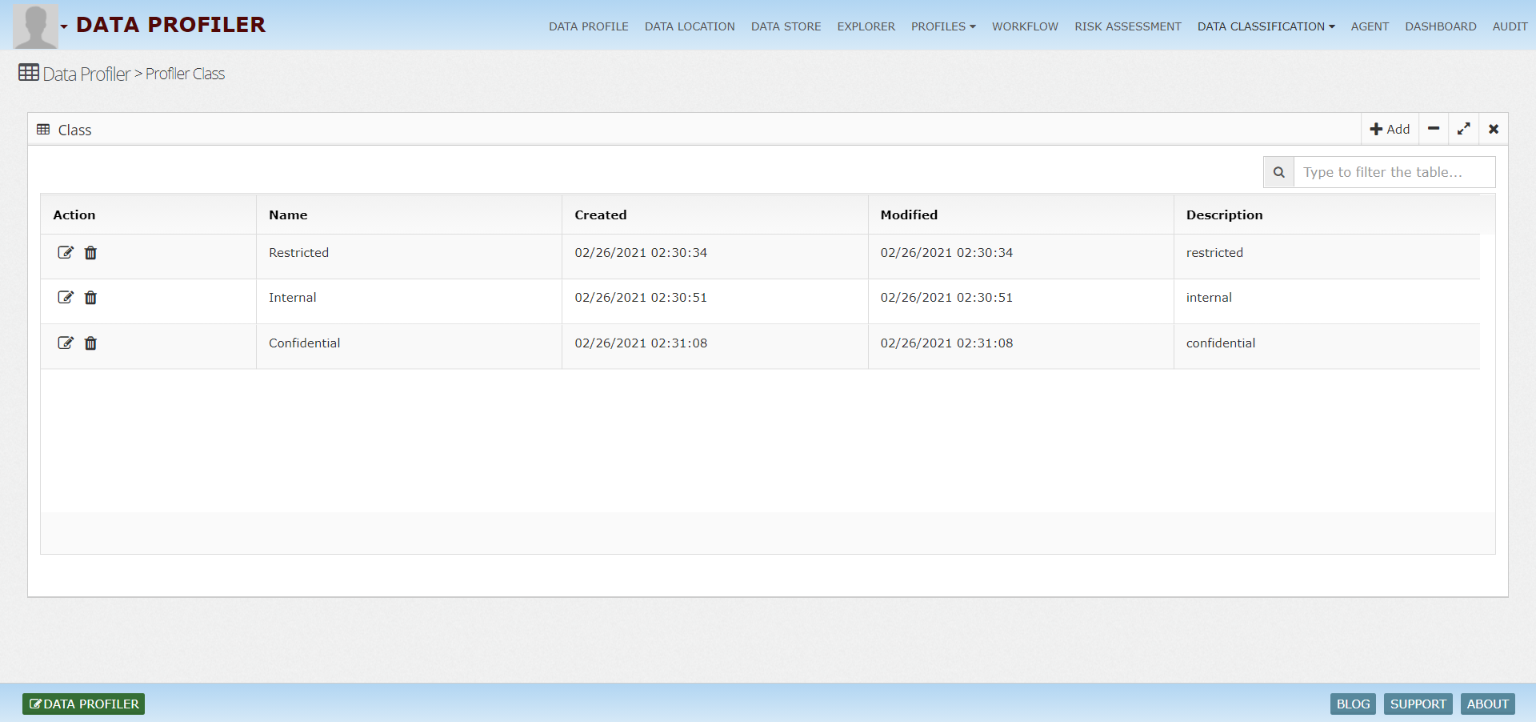 DATA PROFILER DATA PROFILE DATA LOCATION DATA STORE EXPLORER PROFILES WORKFLOW RISK ASSESSMENT DATA CLASSIFICATION AGENT DASHBOARD AUDIT
Data Profiler > Profiler Class
Class Add
Type to filter the table...
Action Name Created Modified Description
Restricted 02/26/2021 02:30:34 02/26/2021 02:30:34 restricted
Internal 02/26/2021 02:30:51 02/26/2021 02:30:51 internal
Confidential 02/26/2021 02:31:08 02/26/2021 02:31:08 confidential
DATA PROFILER BLOG SUPPORT ABOUT